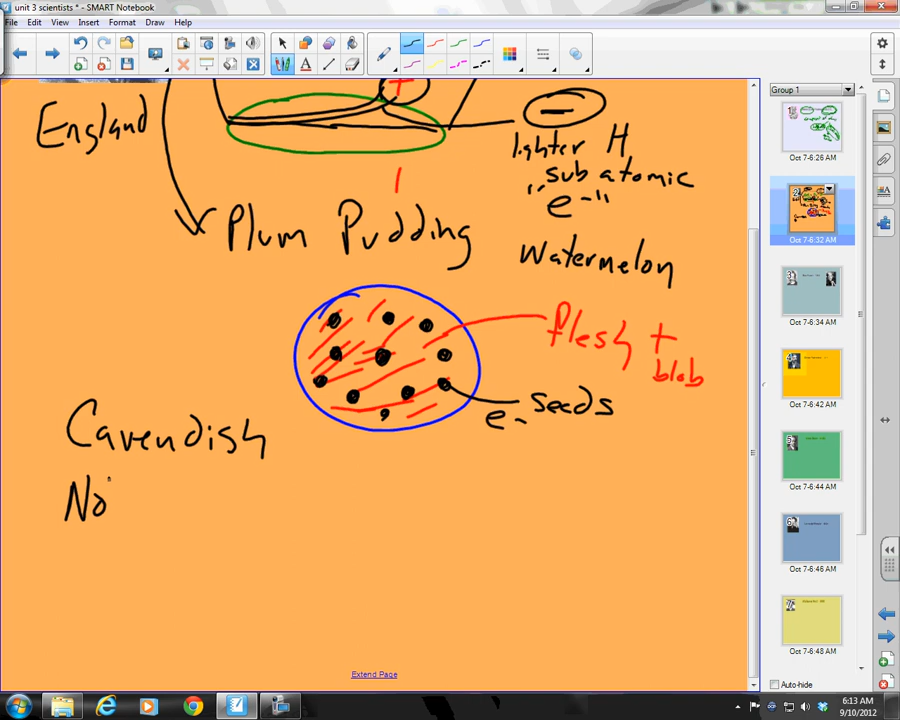 unit 3 scientists * - SMART Notebook
File Edit View Insert Format Draw Help
England
+
−
lighter H
"sub atomic
e-"
Plum Pudding
Watermelon
flesh +
blob
seeds
e-
Cavendish
No
Extend Page
Group 1
Oct 7-6:26 AM
Oct 7-6:32 AM
Oct 7-6:34 AM
Oct 7-6:42 AM
Oct 7-6:44 AM
Oct 7-6:46 AM
Oct 7-6:48 AM
Auto-hide
6:13 AM
9/10/2012